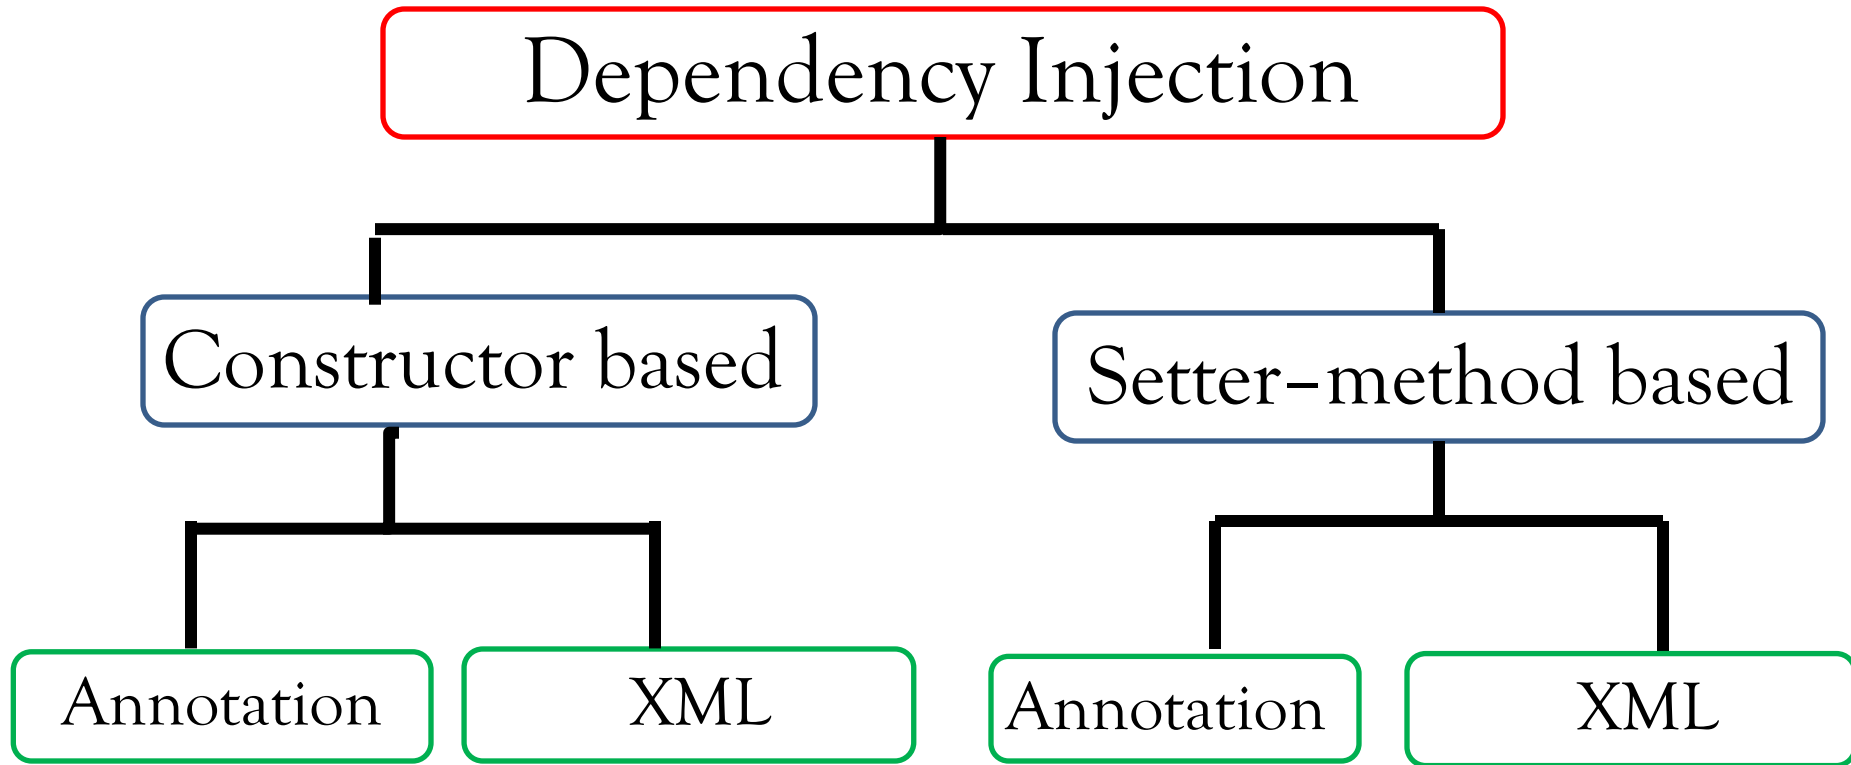 Dependency Injection
Constructor based
Setter-method based
Annotation
XML
Annotation
XML